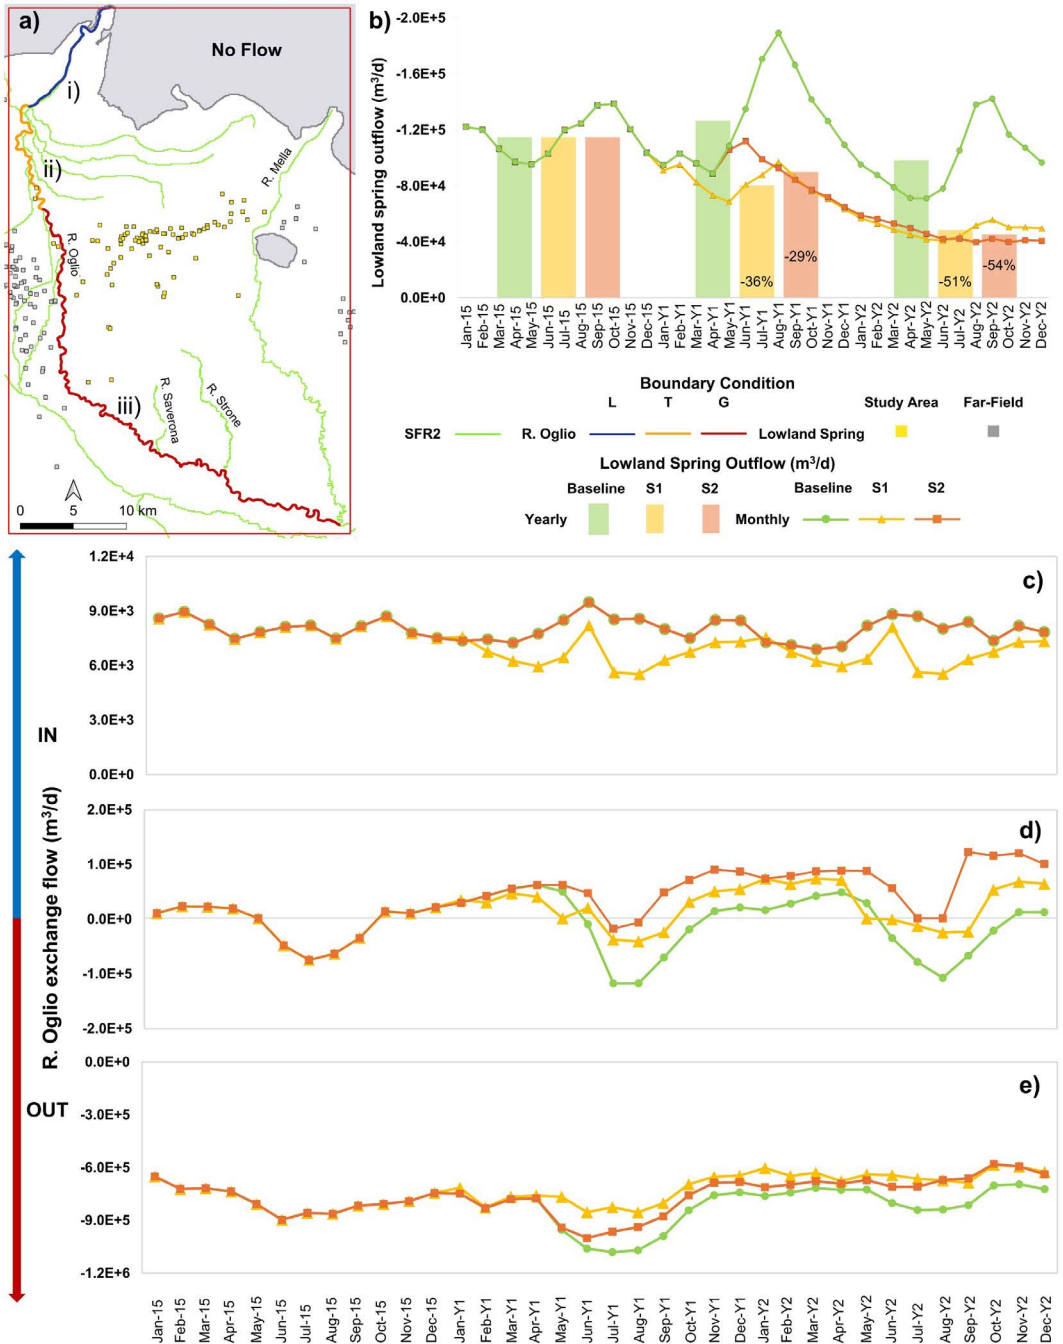 a)
No Flow
i)
ii)
R. Mella
R. Oglio
iii)
R. Saverona
R. Strone
0 5 10 km
b)
Lowland spring outflow (m³/d)
-2.0E+5
-1.6E+5
-1.2E+5
-8.0E+4
-4.0E+4
0.0E+0
-36%
-29%
-51%
-54%
Jan-15 Feb-15 Mar-15 Apr-15 May-15 Jun-15 Jul-15 Aug-15 Sep-15 Oct-15 Nov-15 Dec-15 Jan-Y1 Feb-Y1 Mar-Y1 Apr-Y1 May-Y1 Jun-Y1 Jul-Y1 Aug-Y1 Sep-Y1 Oct-Y1 Nov-Y1 Dec-Y1 Jan-Y2 Feb-Y2 Mar-Y2 Apr-Y2 May-Y2 Jun-Y2 Jul-Y2 Aug-Y2 Sep-Y2 Oct-Y2 Nov-Y2 Dec-Y2
Boundary Condition
L T G Study Area Far-Field
SFR2 R. Oglio Lowland Spring
Lowland Spring Outflow (m³/d)
Baseline S1 S2 Baseline S1 S2
Yearly Monthly
IN
OUT
R. Oglio exchange flow (m³/d)
c)
1.2E+4
9.0E+3
6.0E+3
3.0E+3
0.0E+0
d)
2.0E+5
1.0E+5
0.0E+0
-1.0E+5
-2.0E+5
e)
0.0E+0
-3.0E+5
-6.0E+5
-9.0E+5
-1.2E+6
Jan-15 Feb-15 Mar-15 Apr-15 May-15 Jun-15 Jul-15 Aug-15 Sep-15 Oct-15 Nov-15 Dec-15 Jan-Y1 Feb-Y1 Mar-Y1 Apr-Y1 May-Y1 Jun-Y1 Jul-Y1 Aug-Y1 Sep-Y1 Oct-Y1 Nov-Y1 Dec-Y1 Jan-Y2 Feb-Y2 Mar-Y2 Apr-Y2 May-Y2 Jun-Y2 Jul-Y2 Aug-Y2 Sep-Y2 Oct-Y2 Nov-Y2 Dec-Y2